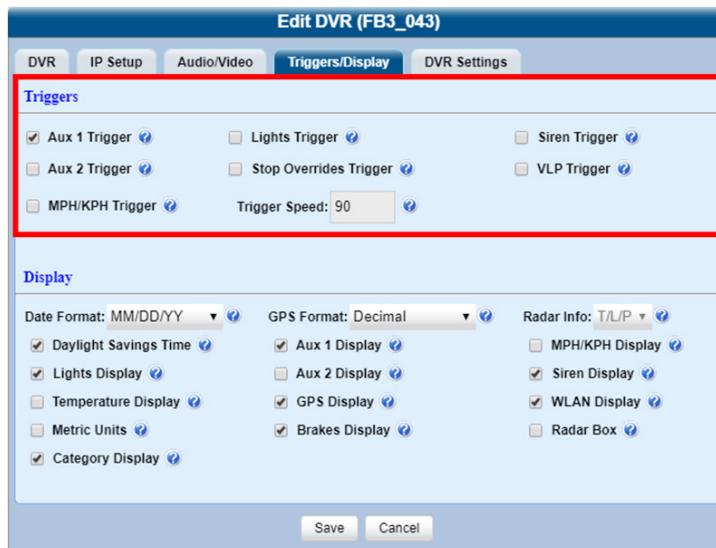 Edit DVR (FB3_043)
DVR IP Setup Audio/Video Triggers/Display DVR Settings
Triggers
Aux 1 Trigger ? Lights Trigger ? Siren Trigger ?
Aux 2 Trigger ? Stop Overrides Trigger ? VLP Trigger ?
MPH/KPH Trigger ? Trigger Speed: 90 ?
Display
Date Format: MM/DD/YY ? GPS Format: Decimal ? Radar Info: T/L/P ?
Daylight Savings Time ? Aux 1 Display ? MPH/KPH Display ?
Lights Display ? Aux 2 Display ? Siren Display ?
Temperature Display ? GPS Display ? WLAN Display ?
Metric Units ? Brakes Display ? Radar Box ?
Category Display ?
Save Cancel